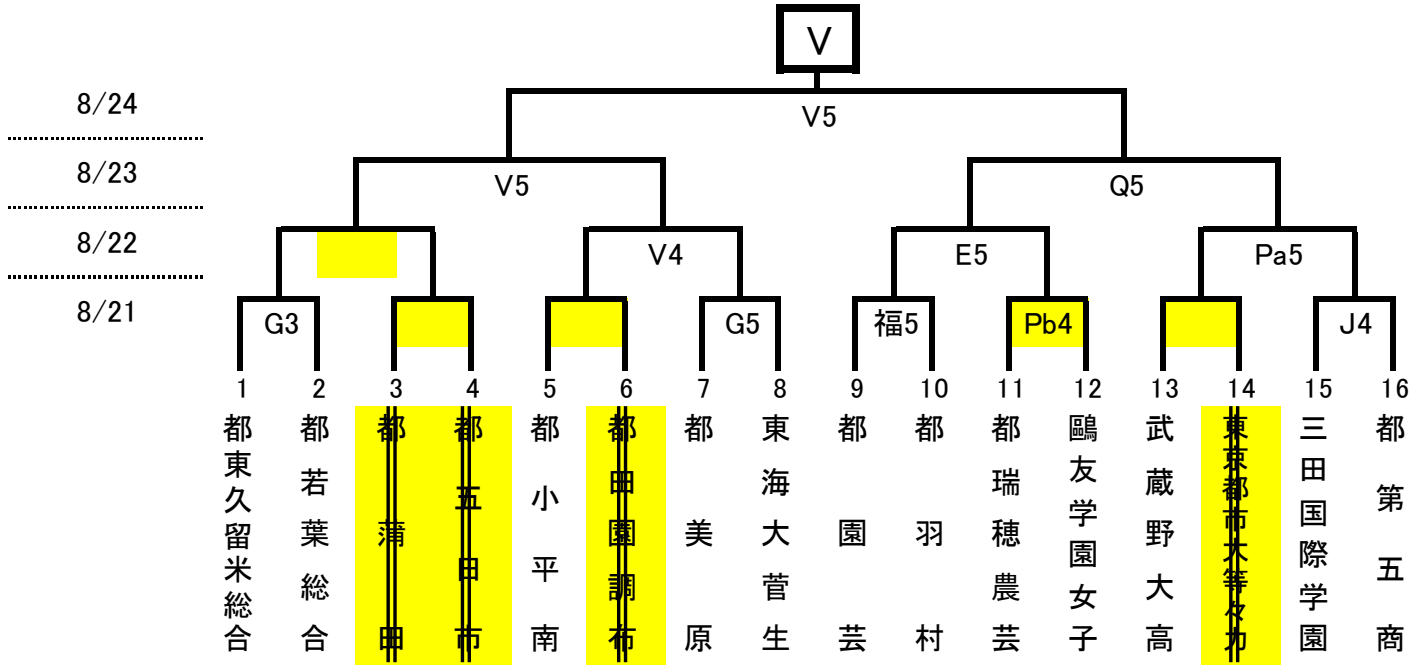 V
8/24
V5
8/23
V5
Q5
8/22
V4
E5
Pa5
8/21
G3
G5
福5
Pb4
J4
1
2
3
4
5
6
7
8
9
10
11
12
13
14
15
16
都東久留米総合
都若葉総合
都蒲田
都五日市
都小平南
都田園調布
都美原
東海大菅生
都園芸
都羽村
都瑞穂農芸
鷗友学園女子
武蔵野大高
東京都市大等々力
三田国際学園
都第五商